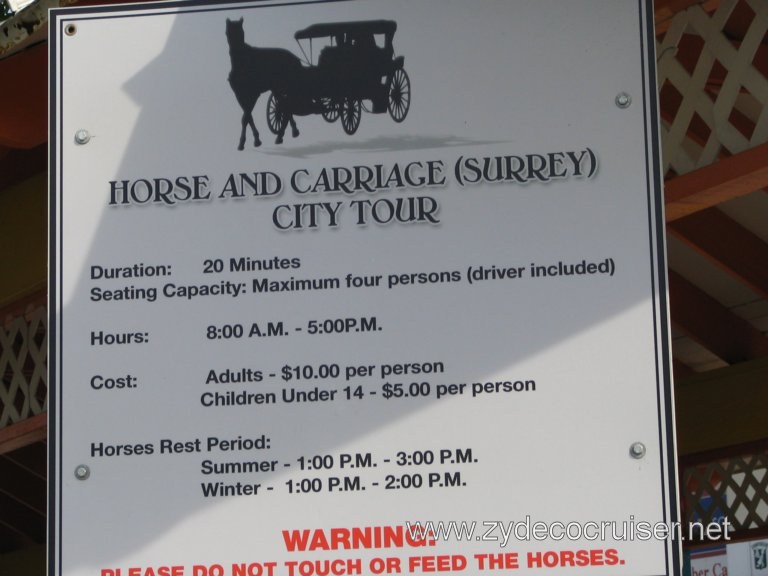 HORSE AND CARRIAGE (SURREY)
CITY TOUR
Duration: 20 Minutes
Seating Capacity: Maximum four persons (driver included)
Hours: 8:00 A.M. - 5:00P.M.
Cost: Adults - $10.00 per person
Children Under 14 - $5.00 per person
Horses Rest Period:
Summer - 1:00 P.M. - 3:00 P.M.
Winter - 1:00 P.M. - 2:00 P.M.
WARNING:
www.zydecocruiser.net
PLEASE DO NOT TOUCH OR FEED THE HORSES.